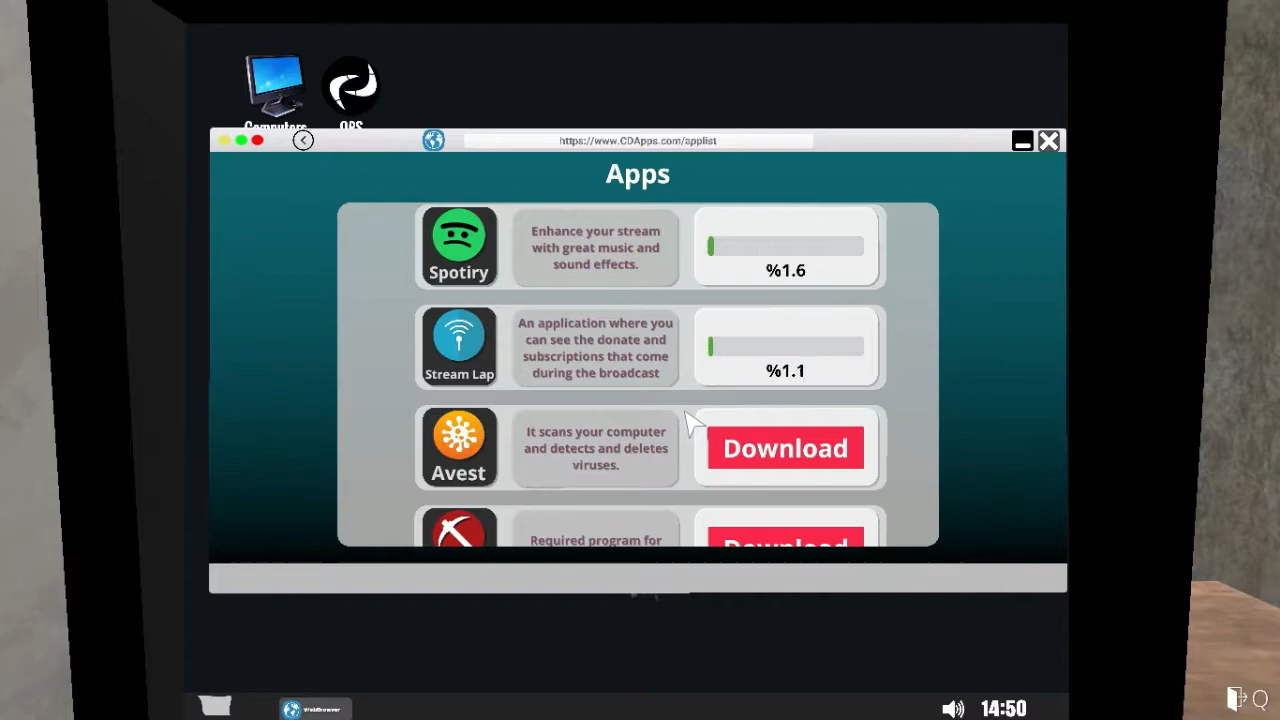 Computers
OPS
https://www.CDApps.com/applist
Apps
Spotiry
Enhance your stream
with great music and
sound effects.
%1.6
Stream Lap
An application where you
can see the donate and
subscriptions that come
during the broadcast
%1.1
Avest
It scans your computer
and detects and deletes
viruses.
Download
Required program for
Download
WebBrowser
14:50
Q